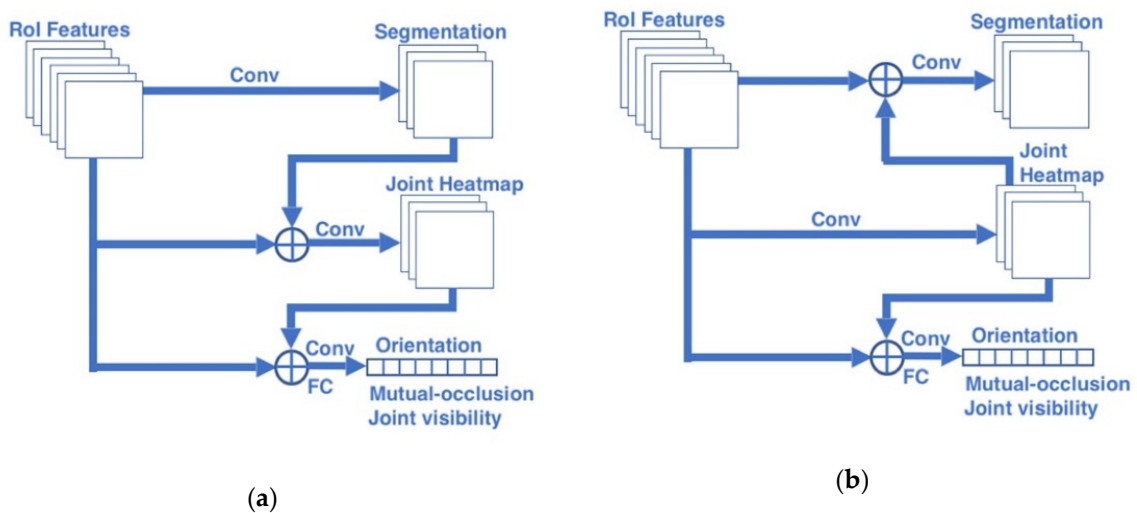 RoI Features
Segmentation
Conv
Joint Heatmap
Conv
Conv
Orientation
FC
Mutual-occlusion
Joint visibility
(a)
RoI Features
Segmentation
Conv
Joint
Heatmap
Conv
Conv
Orientation
FC
Mutual-occlusion
Joint visibility
(b)